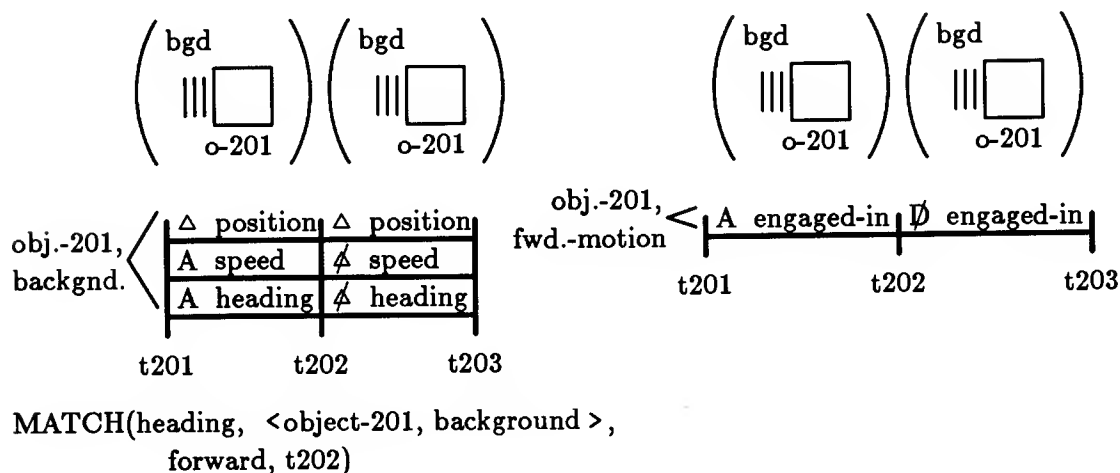 bgd bgd
o-201 o-201
obj.-201,
backgnd.
△ position △ position
A speed ⧍̸ speed
A heading ⧍̸ heading
t201 t202 t203
bgd bgd
o-201 o-201
obj.-201,
fwd.-motion
A engaged-in D̸ engaged-in
t201 t202 t203
MATCH(heading, <object-201, background>,
forward, t202)